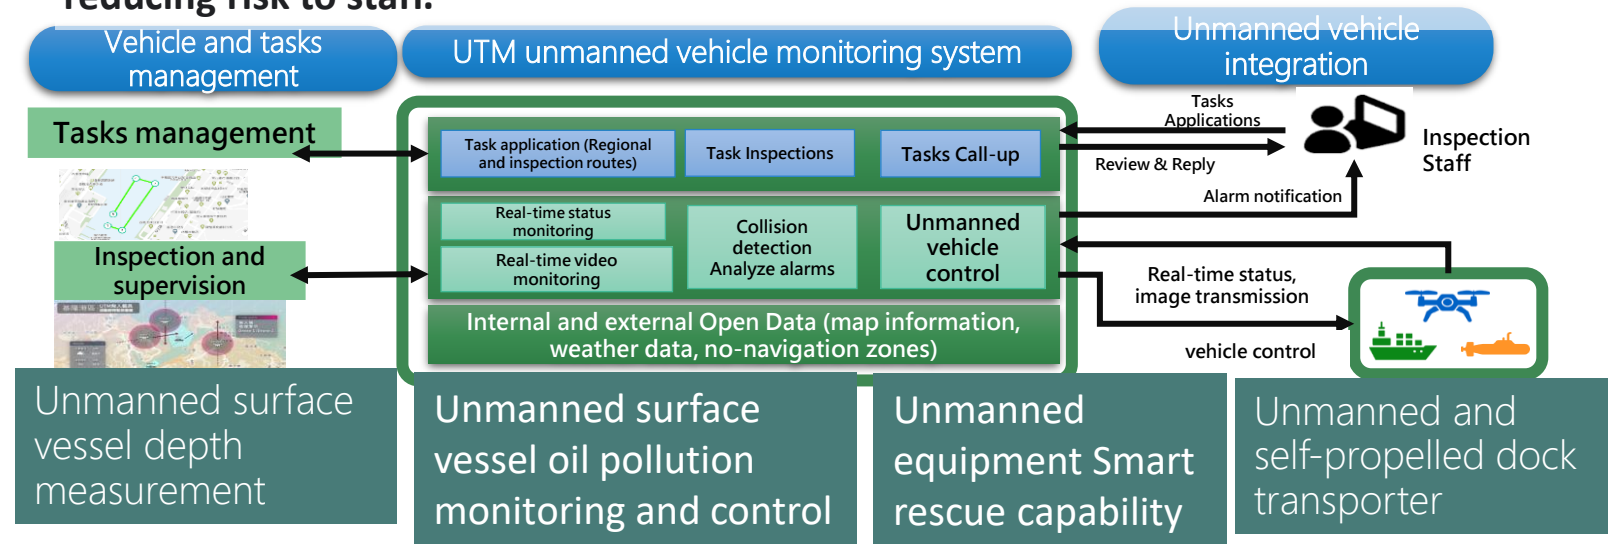 reducing risk to staff.
Vehicle and tasks
management
UTM unmanned vehicle monitoring system
Unmanned vehicle
integration
Tasks management
Task application (Regional
and inspection routes)
Task Inspections
Tasks Call-up
Tasks
Applications
Review & Reply
Inspection
Staff
Alarm notification
Inspection and
supervision
Real-time status
monitoring
Real-time video
monitoring
Collision
detection
Analyze alarms
Unmanned
vehicle
control
Real-time status,
image transmission
vehicle control
Internal and external Open Data (map information,
weather data, no-navigation zones)
Unmanned surface
vessel depth
measurement
Unmanned surface
vessel oil pollution
monitoring and control
Unmanned
equipment Smart
rescue capability
Unmanned and
self-propelled dock
transporter